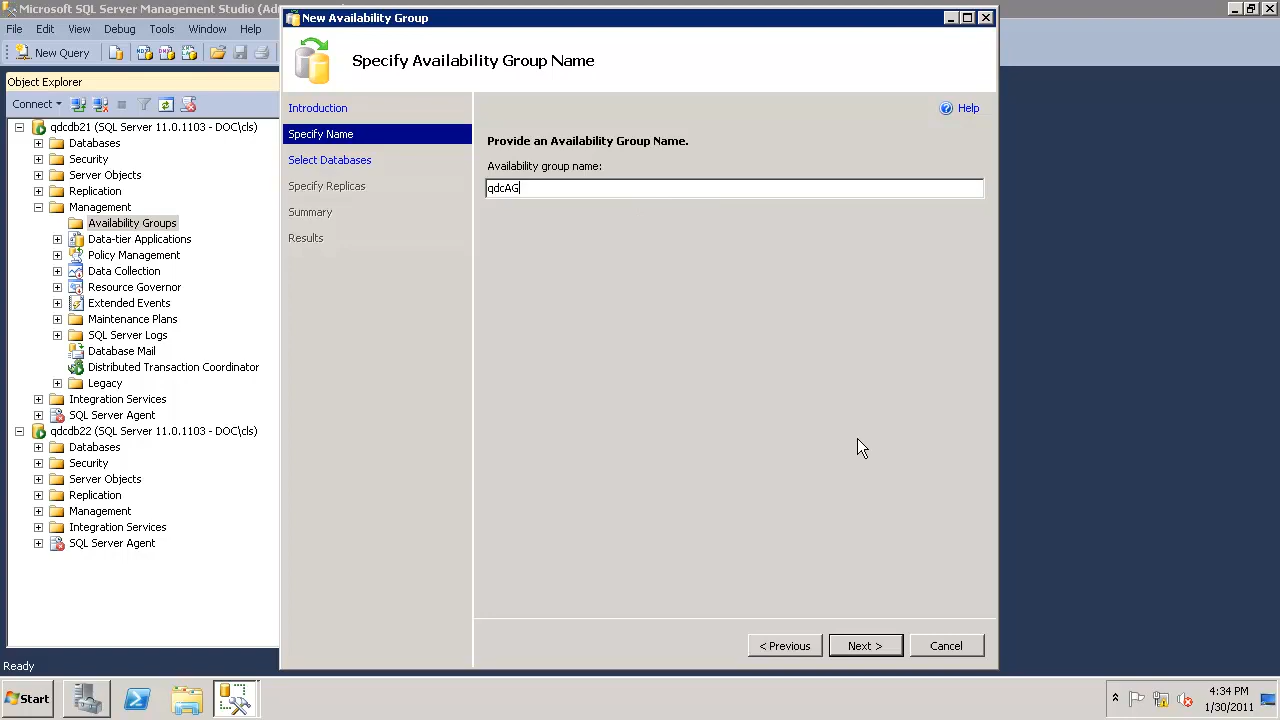 Microsoft SQL Server Management Studio (Ad
New Availability Group
File Edit View Debug Tools Window Help
New Query
Specify Availability Group Name
Object Explorer
Connect
Introduction
Specify Name
Select Databases
Specify Replicas
Summary
Results
Help
Provide an Availability Group Name.
Availability group name:
qdcAG
qdcdb21 (SQL Server 11.0.1103 - DOC\cls)
Databases
Security
Server Objects
Replication
Management
Availability Groups
Data-tier Applications
Policy Management
Data Collection
Resource Governor
Extended Events
Maintenance Plans
SQL Server Logs
Database Mail
Distributed Transaction Coordinator
Legacy
Integration Services
SQL Server Agent
qdcdb22 (SQL Server 11.0.1103 - DOC\cls)
Databases
Security
Server Objects
Replication
Management
Integration Services
SQL Server Agent
< Previous Next > Cancel
Ready
Start
4:34 PM
1/30/2011